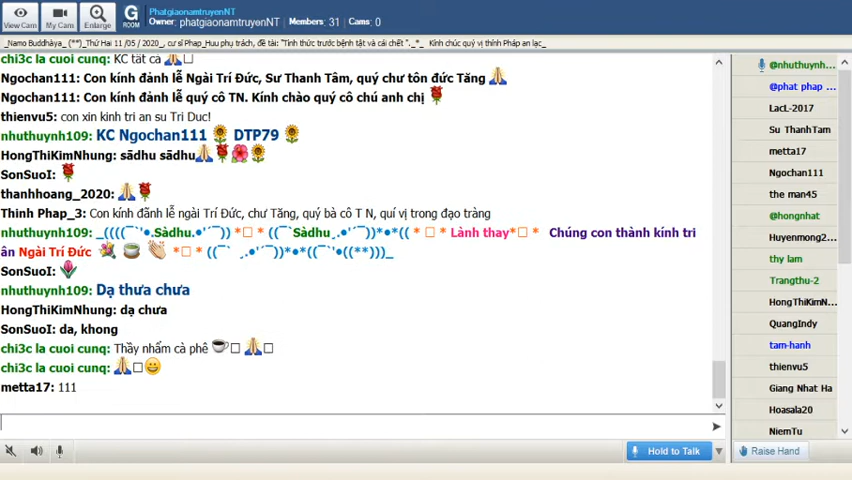 View Cam
My Cam
Enlarge
G
ROOM
PhatgiaonamtruyenNT
Owner: phatgiaonamtruyenNT Members: 31 Cams: 0
_Namo Buddhàya_ (**)_Thứ Hai 11 /05 / 2020_, cư sĩ Pháp_Huu phụ trách, đề tài: "Tỉnh thức trước bệnh tật và cái chết "._*_ Kính chúc quý vị thính Pháp an lạc_
chi3c la cuoi cunq: KC tất cả
Ngochan111: Con kính đảnh lễ Ngài Trí Đức, Sư Thanh Tâm, quý chư tôn đức Tăng
Ngochan111: Con kính đảnh lễ quý cô TN. Kính chào quý cô chú anh chị
thienvu5: con xin kinh tri an su Tri Duc!
nhuthuynh109: KC Ngochan111 DTP79
HongThiKimNhung: sādhu sādhu
SonSuoI:
thanhhoang_2020:
Thinh Phap_3: Con kính đãnh lễ ngài Trí Đức, chư Tăng, quý bà cô T N, quí vị trong đạo tràng
nhuthuynh109: _((((¯`'•.Sàdhu.•'´¯)) *□ * ((¯`Sàdhu¸.•'´¯))*•*(( * □ * Lành thay*□ * Chúng con thành kính tri
ân Ngài Trí Đức *□ * ((¯` ¸.•'´¯))*•*((¯`•((**)))_
SonSuoI:
nhuthuynh109: Dạ thưa chưa
HongThiKimNhung: dạ chưa
SonSuoI: da, khong
chi3c la cuoi cunq: Thầy nhấm cà phê
chi3c la cuoi cunq:
metta17: 111
@nhuthuynh...
@phat phap ...
LacL-2017
Su ThanhTam
metta17
Ngochan111
the man45
@hongnhat
Huyenmong2...
thy lam
Trangthu-2
HongThiKimN...
QuangIndy
tam-hanh
thienvu5
Giang Nhat Ha
Hoasala20
NiemTu
Hold to Talk
Raise Hand